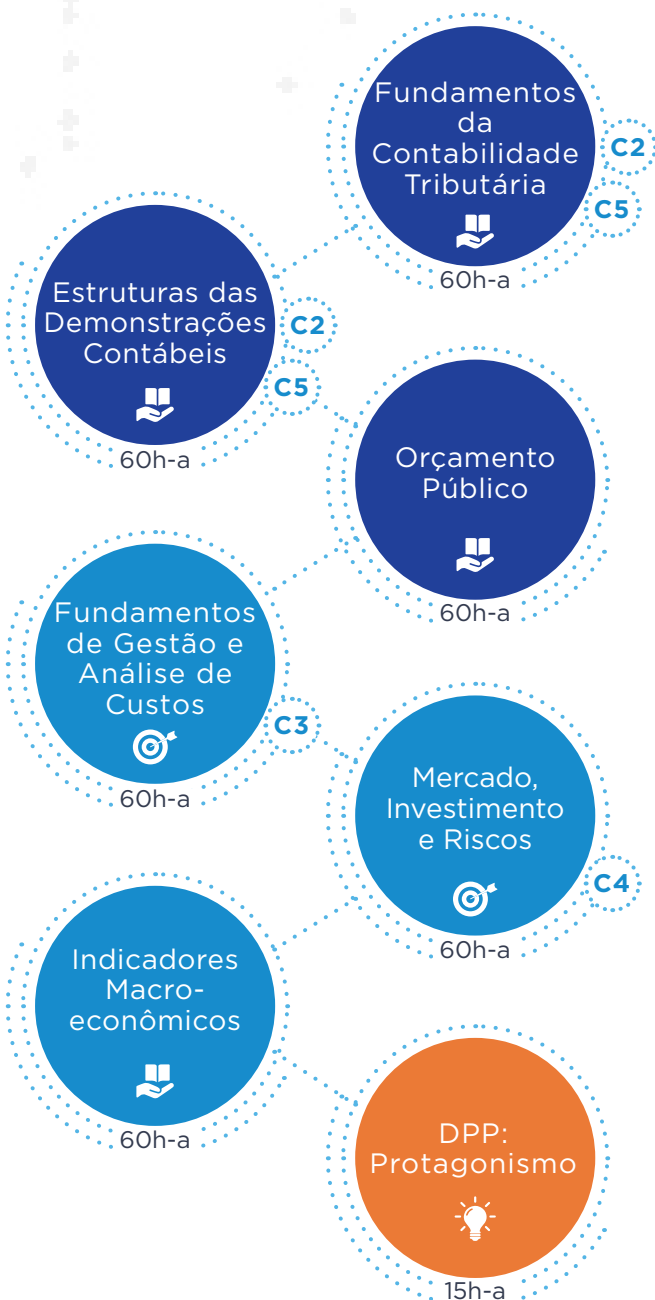 Fundamentos
da
Contabilidade
Tributária
C2
C5
60h-a
Estruturas das
Demonstrações
Contábeis
C2
C5
60h-a
Orçamento
Público
60h-a
Fundamentos
de Gestão e
Análise de
Custos
C3
60h-a
Mercado,
Investimento
e Riscos
C4
60h-a
Indicadores
Macro-
econômicos
60h-a
DPP:
Protagonismo
15h-a